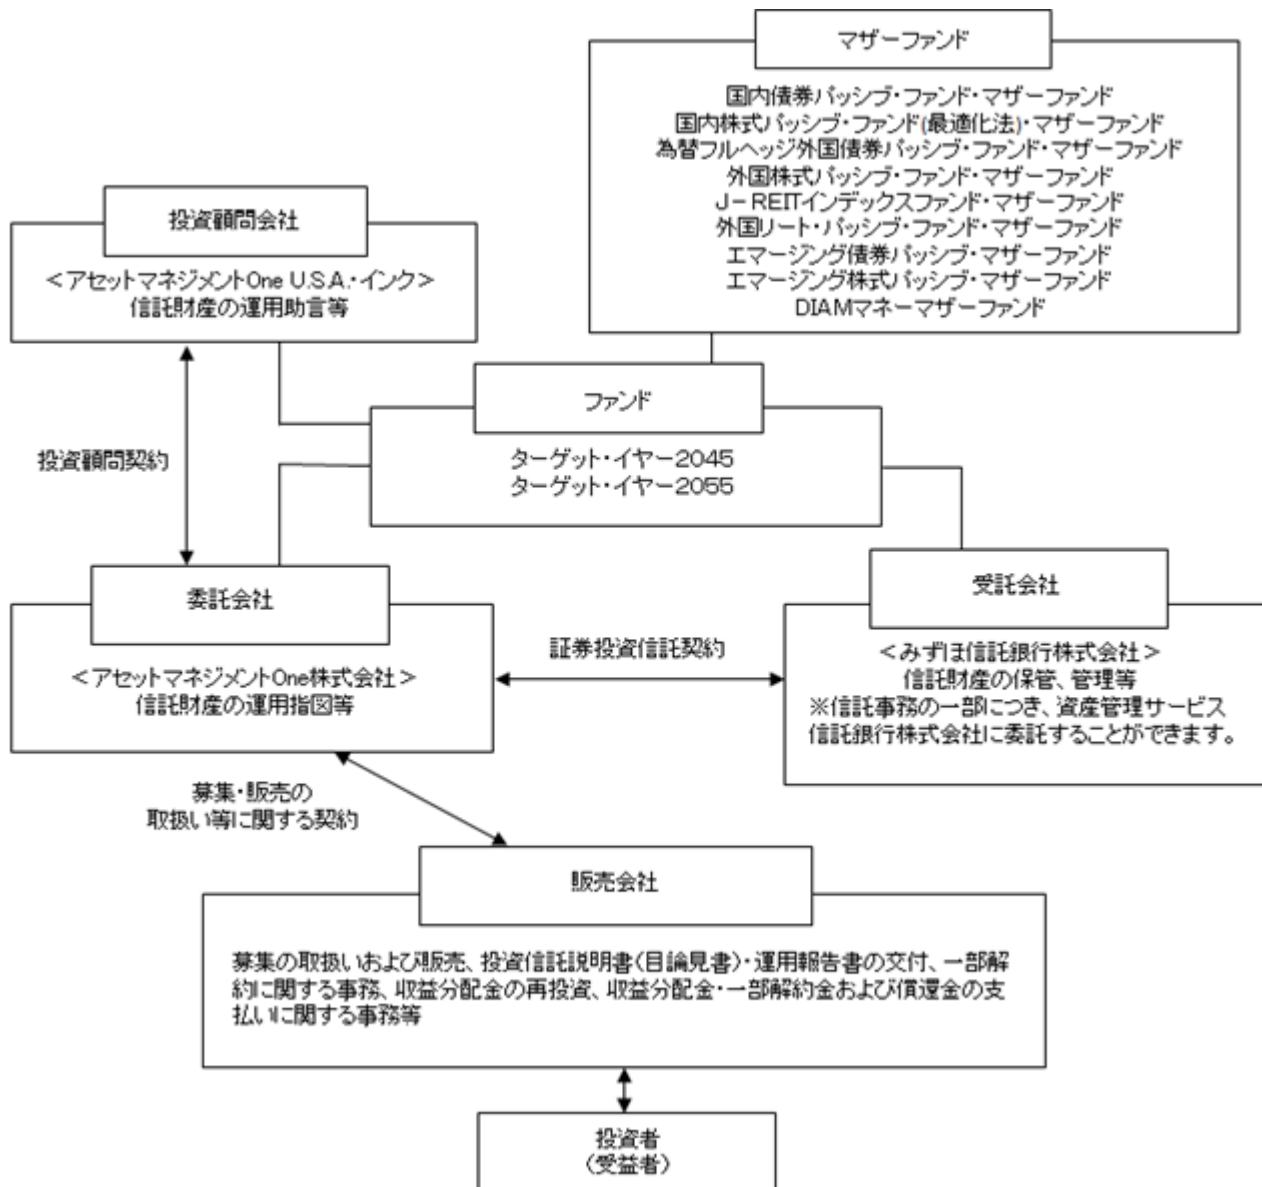 マザーファンド
国内債券パッシブ・ファンド・マザーファンド
国内株式パッシブ・ファンド(最適化法)・マザーファンド
為替フルヘッジ外国債券パッシブ・ファンド・マザーファンド
外国株式パッシブ・ファンド・マザーファンド
J－REITインデックスファンド・マザーファンド
外国リート・パッシブ・ファンド・マザーファンド
エマージング債券パッシブ・マザーファンド
エマージング株式パッシブ・マザーファンド
DIAMマネーマザーファンド
投資顧問会社
＜アセットマネジメントOne U.S.A.・インク＞
信託財産の運用助言等
ファンド
ターゲット・イヤー2045
ターゲット・イヤー2055
投資顧問契約
委託会社
＜アセットマネジメントOne株式会社＞
信託財産の運用指図等
証券投資信託契約
受託会社
＜みずほ信託銀行株式会社＞
信託財産の保管、管理等
※信託事務の一部につき、資産管理サービス
信託銀行株式会社に委託することができます。
募集・販売の
取扱い等に関する契約
販売会社
募集の取扱いおよび販売、投資信託説明書（目論見書）・運用報告書の交付、一部解
約に関する事務、収益分配金の再投資、収益分配金・一部解約金および償還金の支
払いに関する事務等
投資者
（受益者）